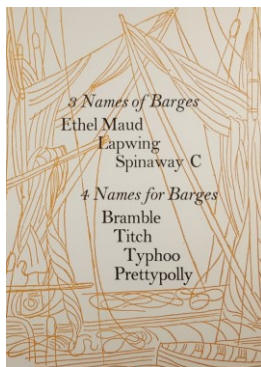 3 Names of Barges
Ethel Maud
Lapwing
Spinaway C
4 Names for Barges
Bramble
Titch
Typhoo
Prettypolly